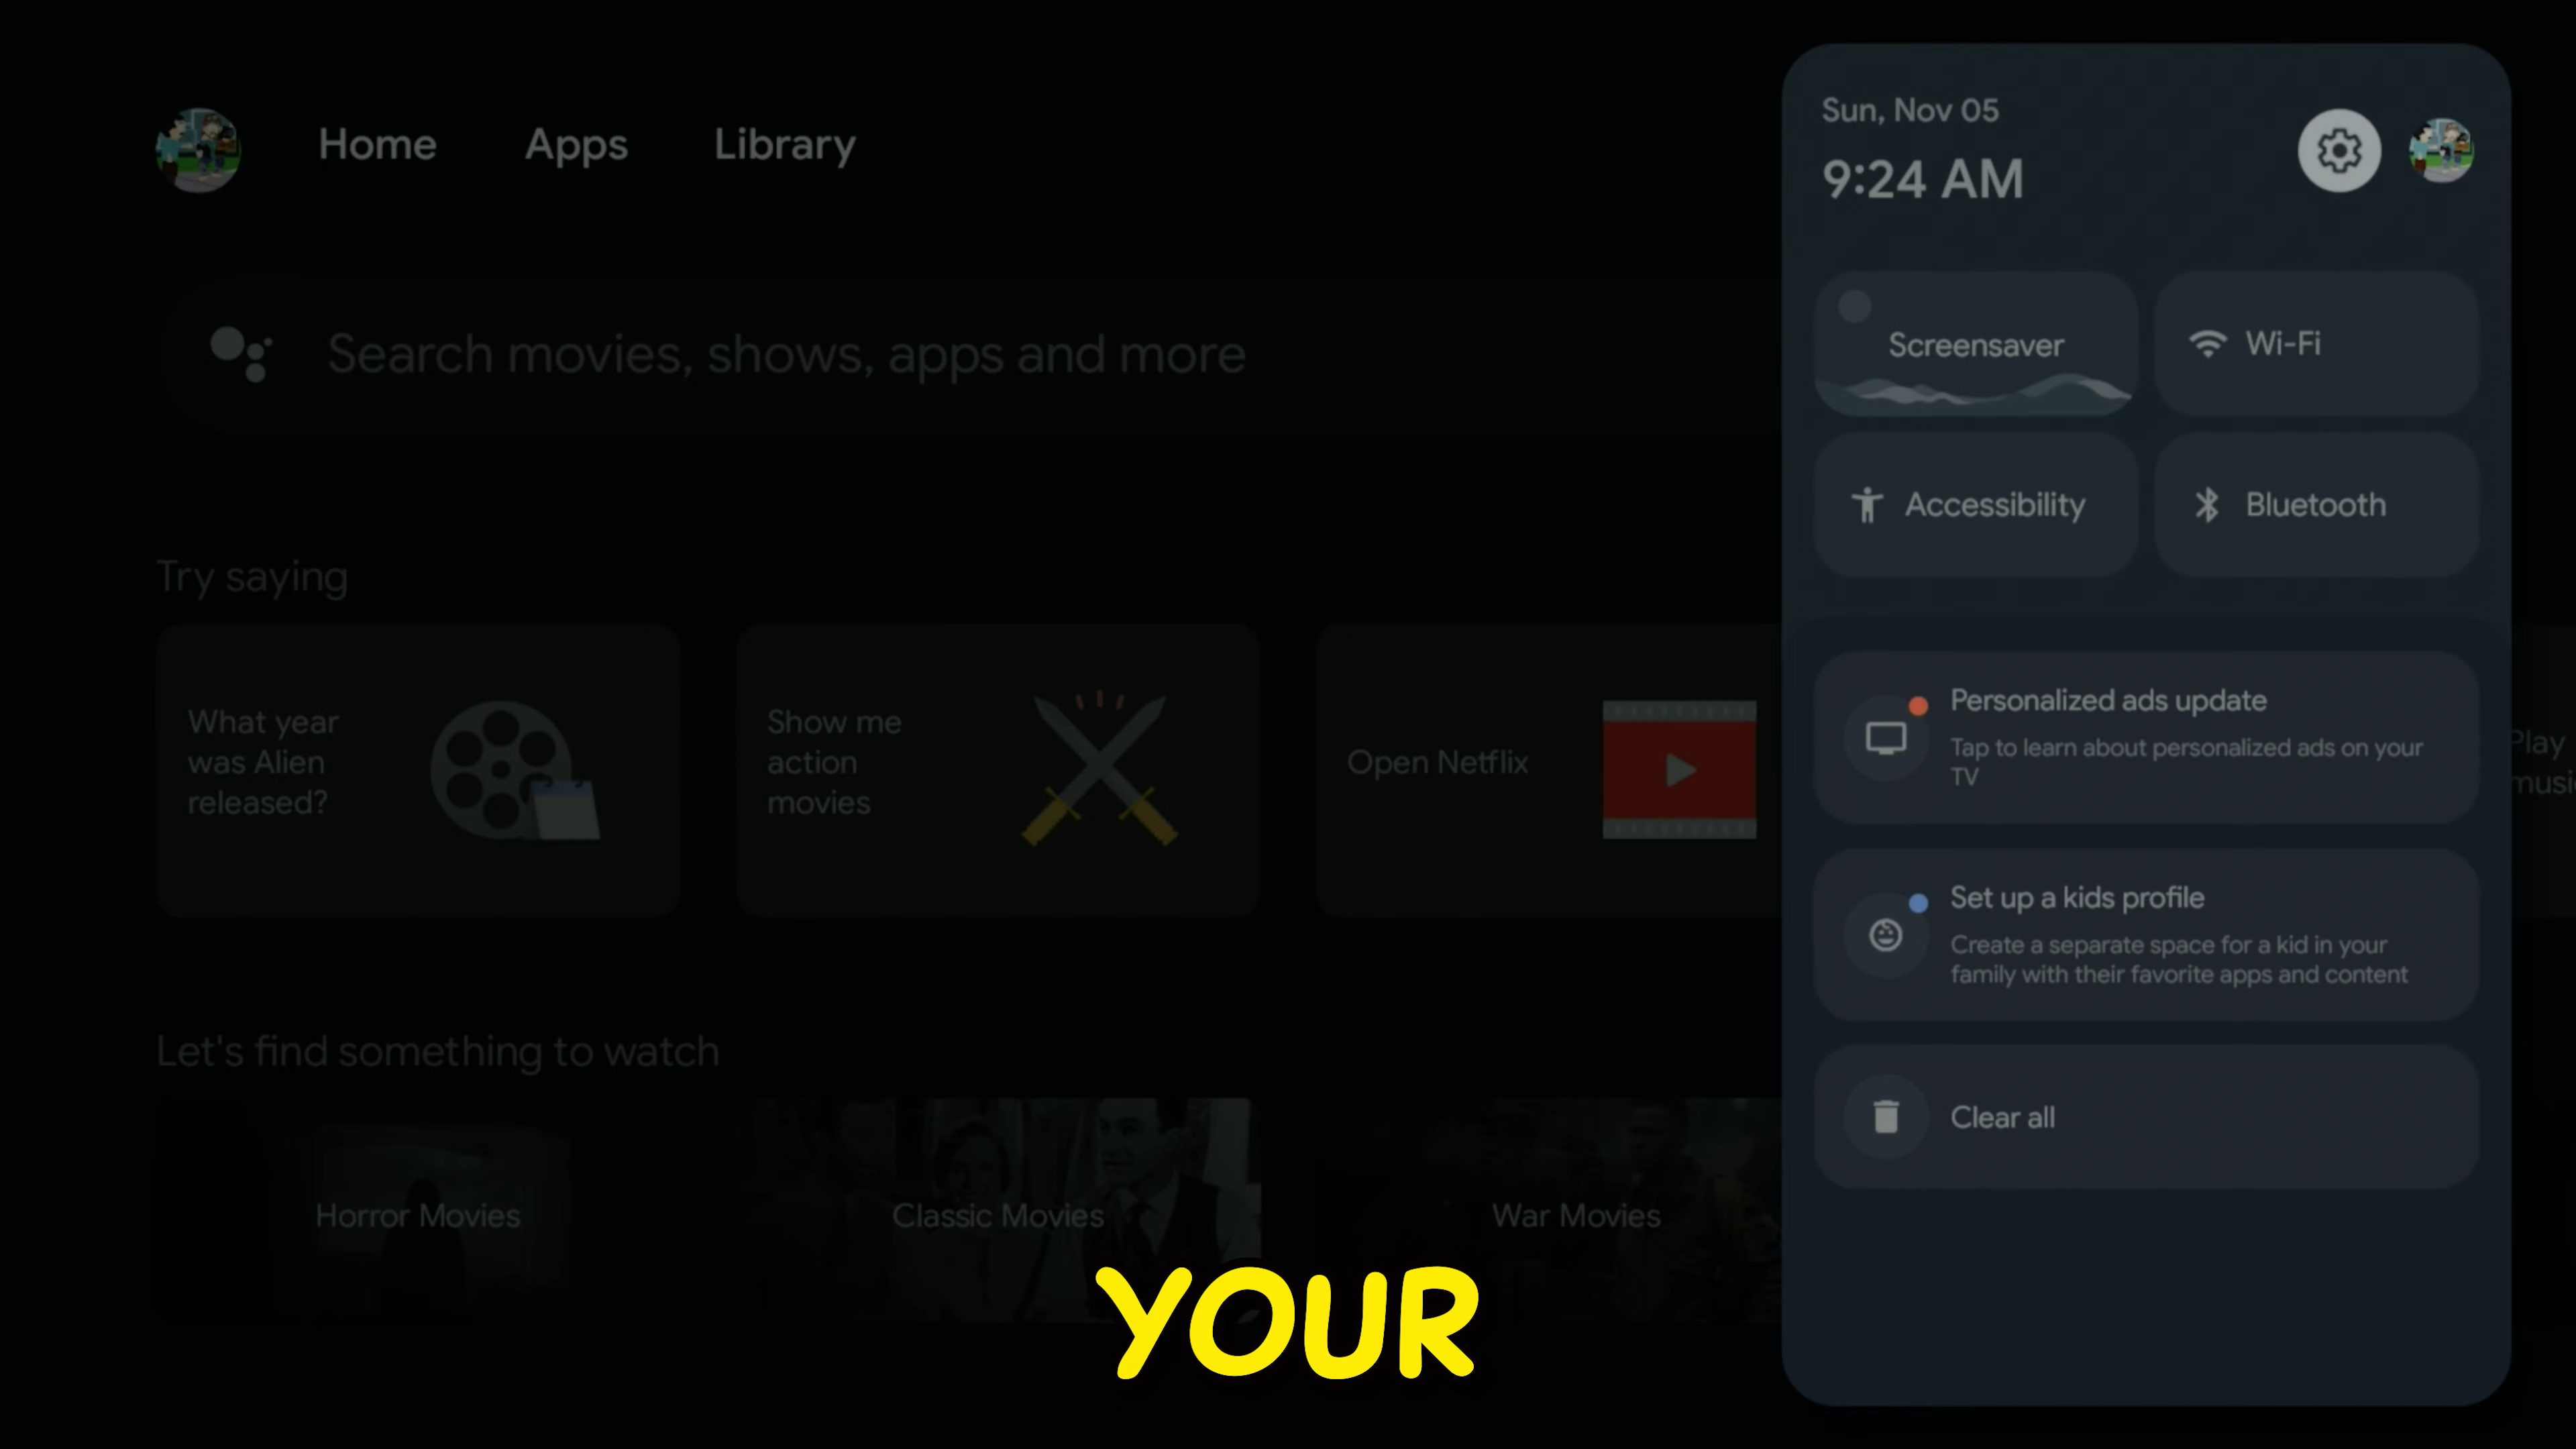 Home
Apps
Library
Search movies, shows, apps and more
Try saying
What year
was Alien
released?
Show me
action
movies
Open Netflix
Play
Let's find something to watch
Horror Movies
Classic Movies
War Movies
YOUR
Sun, Nov 05
9:24 AM
Screensaver
Wi-Fi
Accessibility
Bluetooth
Personalized ads update
Tap to learn about personalized ads on your
TV
Set up a kids profile
Create a separate space for a kid in your
family with their favorite apps and content
Clear all